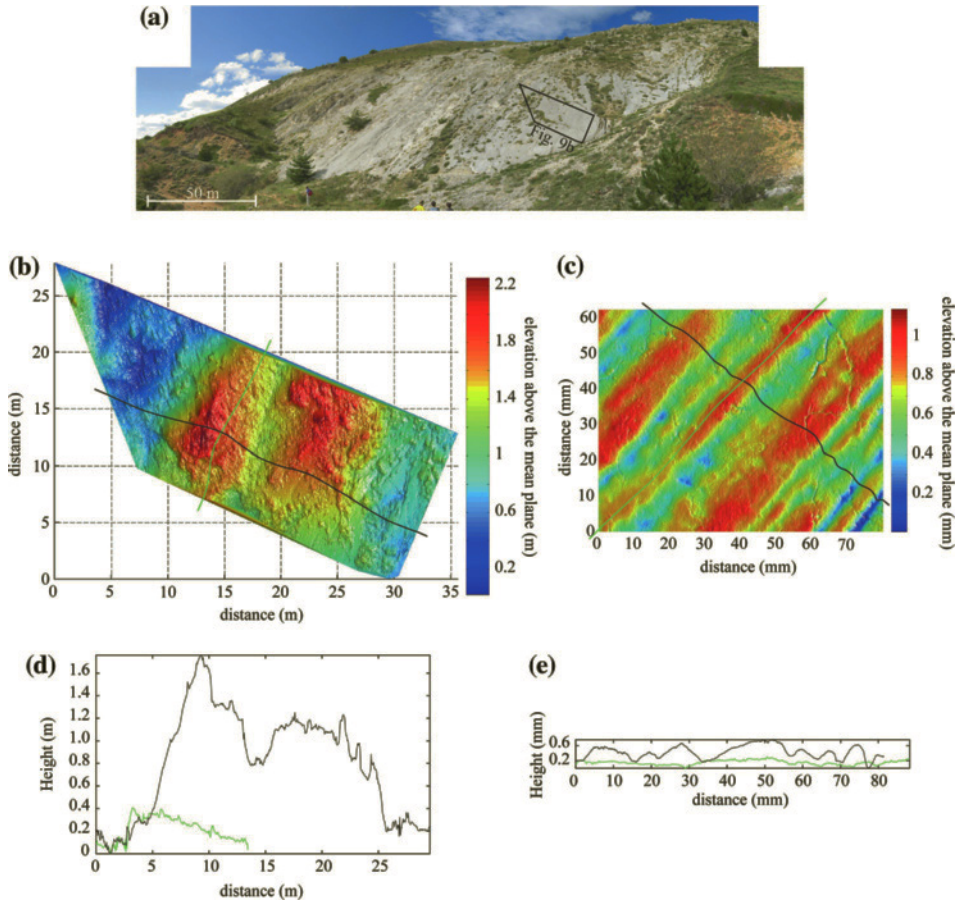 (a)
Fig. 9b
50 m
(b)
25
20
15
10
5
0
0 5 10 15 20 25 30 35
distance (m)
distance (m)
2.2
1.8
1.4
1
0.6
0.2
elevation above the mean plane (m)
(c)
60
50
40
30
20
10
0
0 10 20 30 40 50 60 70
distance (mm)
distance (mm)
1
0.8
0.6
0.4
0.2
elevation above the mean plane (mm)
(d)
1.6
1.4
1.2
1.0
0.8
0.6
0.4
0.2
0
0 5 10 15 20 25
Height (m)
distance (m)
(e)
0.6
0.2
0 10 20 30 40 50 60 70 80
Height (mm)
distance (mm)